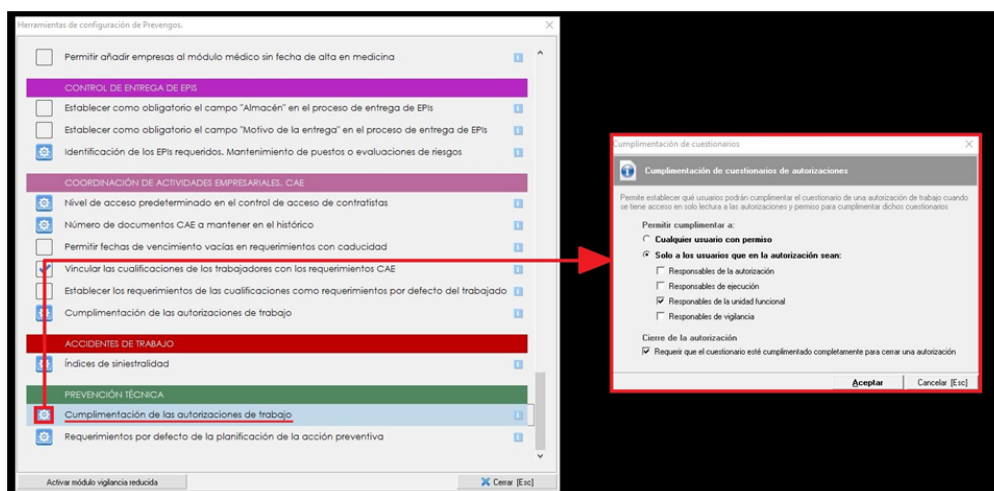 Herramientas de configuración de Prevengos.
Permitir añadir empresas al módulo médico sin fecha de alta en medicina
CONTROL DE ENTREGA DE EPIS
Establecer como obligatorio el campo "Almacén" en el proceso de entrega de EPIs
Establecer como obligatorio el campo "Motivo de la entrega" en el proceso de entrega de EPIs
Identificación de los EPIs requeridos. Mantenimiento de puestos o evaluaciones de riesgos
COORDINACIÓN DE ACTIVIDADES EMPRESARIALES. CAE
Nivel de acceso predeterminado en el control de acceso de contratistas
Número de documentos CAE a mantener en el histórico
Permitir fechas de vencimiento vacías en requerimientos con caducidad
Vincular las cualificaciones de los trabajadores con los requerimientos CAE
Establecer los requerimientos de las cualificaciones como requerimientos por defecto del trabajado
Cumplimentación de las autorizaciones de trabajo
ACCIDENTES DE TRABAJO
Índices de siniestralidad
PREVENCIÓN TÉCNICA
Cumplimentación de las autorizaciones de trabajo
Requerimientos por defecto de la planificación de la acción preventiva
Activar módulo vigilancia reducida
Cerrar [Esc]
Cumplimentación de cuestionarios
Cumplimentación de cuestionarios de autorizaciones
Permite establecer qué usuarios podrán cumplimentar el cuestionario de una autorización de trabajo cuando
se tiene acceso en solo lectura a las autorizaciones y permiso para cumplimentar dichos cuestionarios
Permitir cumplimentar a:
Cualquier usuario con permiso
Solo a los usuarios que en la autorización sean:
Responsables de la autorización
Responsables de ejecución
Reponables de la unidad funcional
Responsables de vigilancia
Cierre de la autorización
Requerir que el cuestionario esté cumplimentado completamente para cerrar una autorización
Aceptar
Cancelar [Esc]